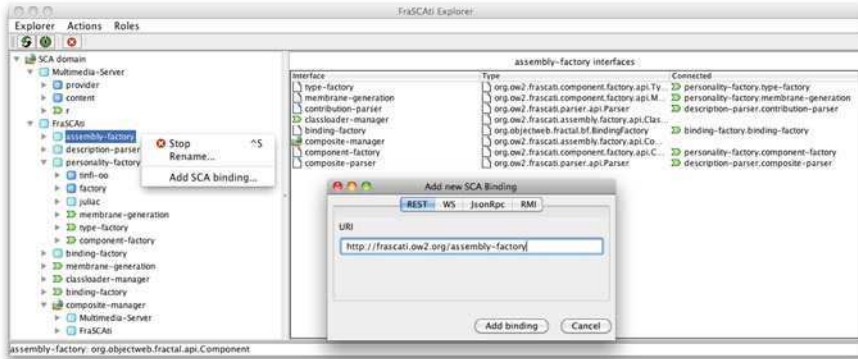 FraSCAti Explorer
Explorer Actions Roles
SCA domain
Multimedia-Server
provider
content
r
FraSCAti
assembly-factory
description-parser
personality-factory
tinfi-oo
factory
juliac
membrane-generation
type-factory
component-factory
binding-factory
membrane-generation
classloader-manager
binding-factory
composite-manager
Multimedia-Server
FraSCAti
Stop ^S
Rename...
Add SCA binding...
assembly-factory interfaces
Interface Type Connected
type-factory org.ow2.frascati.component.factory.api.Ty... personality-factory.type-factory
membrane-generation org.ow2.frascati.component.factory.api.M... personality-factory.membrane-generation
contribution-parser org.ow2.frascati.parser.api.Parser description-parser.contribution-parser
classloader-manager org.ow2.frascati.assembly.factory.api.Clas...
binding-factory org.objectweb.fractal.bf.BindingFactory binding-factory.binding-factory
composite-manager org.ow2.frascati.assembly.factory.api.Co...
component-factory org.ow2.frascati.component.factory.api.C... personality-factory.component-factory
composite-parser org.ow2.frascati.parser.api.Parser description-parser.composite-parser
Add new SCA Binding
REST WS JsonRpc RMI
URI
http://frascati.ow2.org/assembly-factory
Add binding Cancel
assembly-factory: org.objectweb.fractal.api.Component